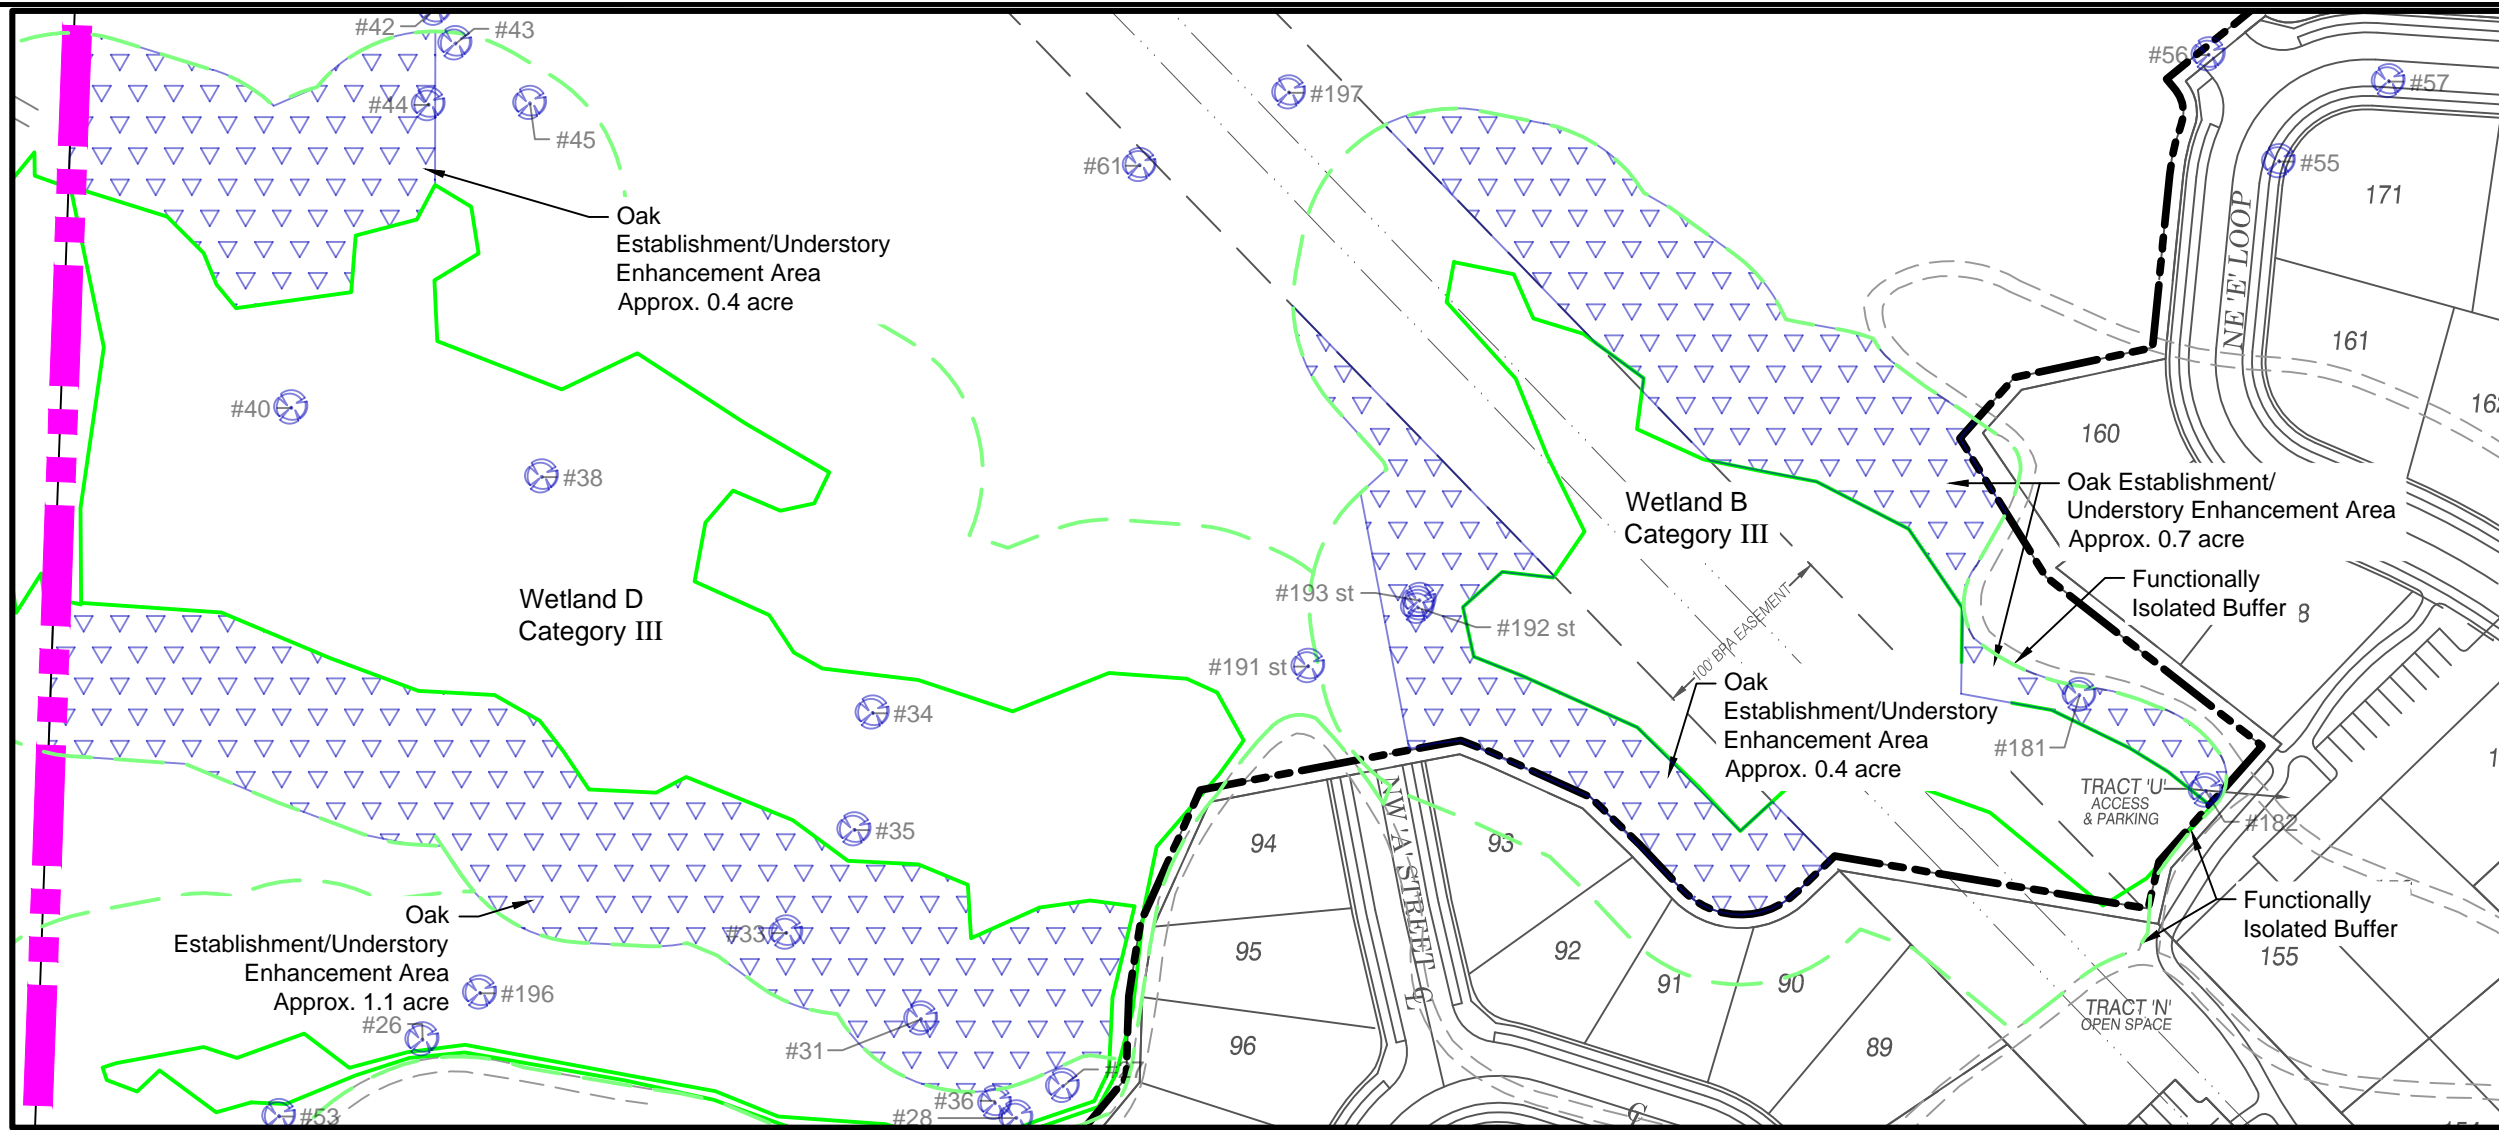 #42
#43
#44
#45
#197
#61
#56
#57
#55
171
NE 'E' LOOP
161
160
Oak
Establishment/Understory
Enhancement Area
Approx. 0.4 acre
#40
#38
Wetland D
Category III
Wetland B
Category III
Oak Establishment/
Understory Enhancement Area
Approx. 0.7 acre
Functionally
Isolated Buffer
#193 st
#192 st
#191 st
100' BPA EASEMENT
Oak
Establishment/Understory
Enhancement Area
Approx. 0.4 acre
#34
#35
#181
TRACT 'U'
ACCESS
& PARKING
#182
94
93
NW 'A' STREET
95
92
91
90
96
89
Functionally
Isolated Buffer
155
TRACT 'N'
OPEN SPACE
Oak
Establishment/Understory
Enhancement Area
Approx. 1.1 acre
#33
#196
#26
#31
#27
#36
#28
#53